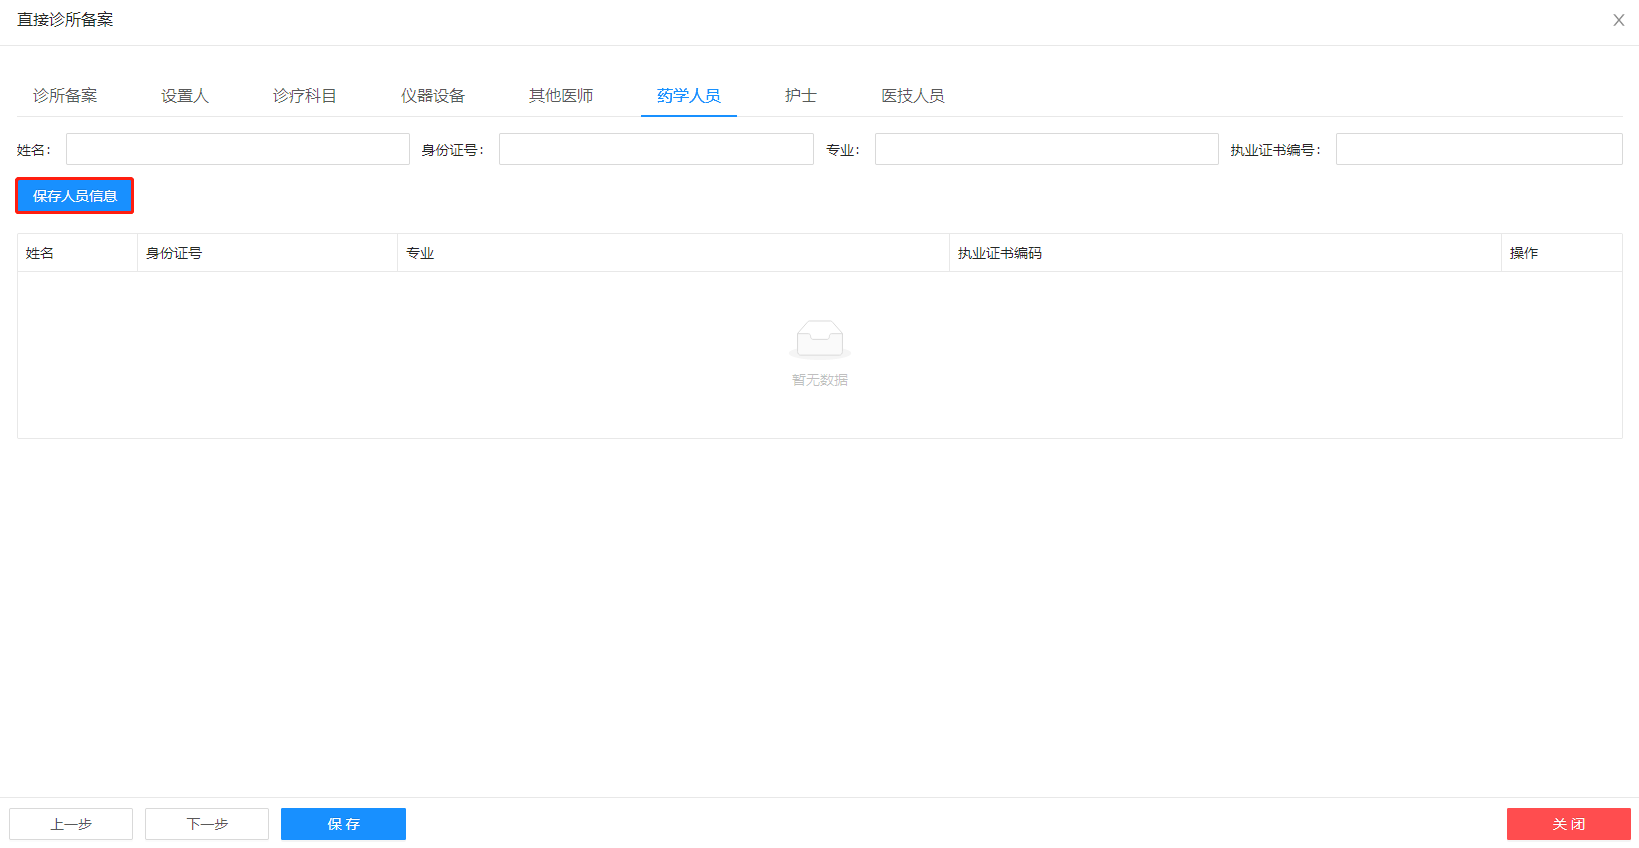 直接诊所备案
诊所备案 设置人 诊疗科目 仪器设备 其他医师 药学人员 护士 医技人员
姓名： 身份证号： 专业： 执业证书编号：
保存人员信息
姓名 身份证号 专业 执业证书编码 操作
暂无数据
上一步 下一步 保存 关闭